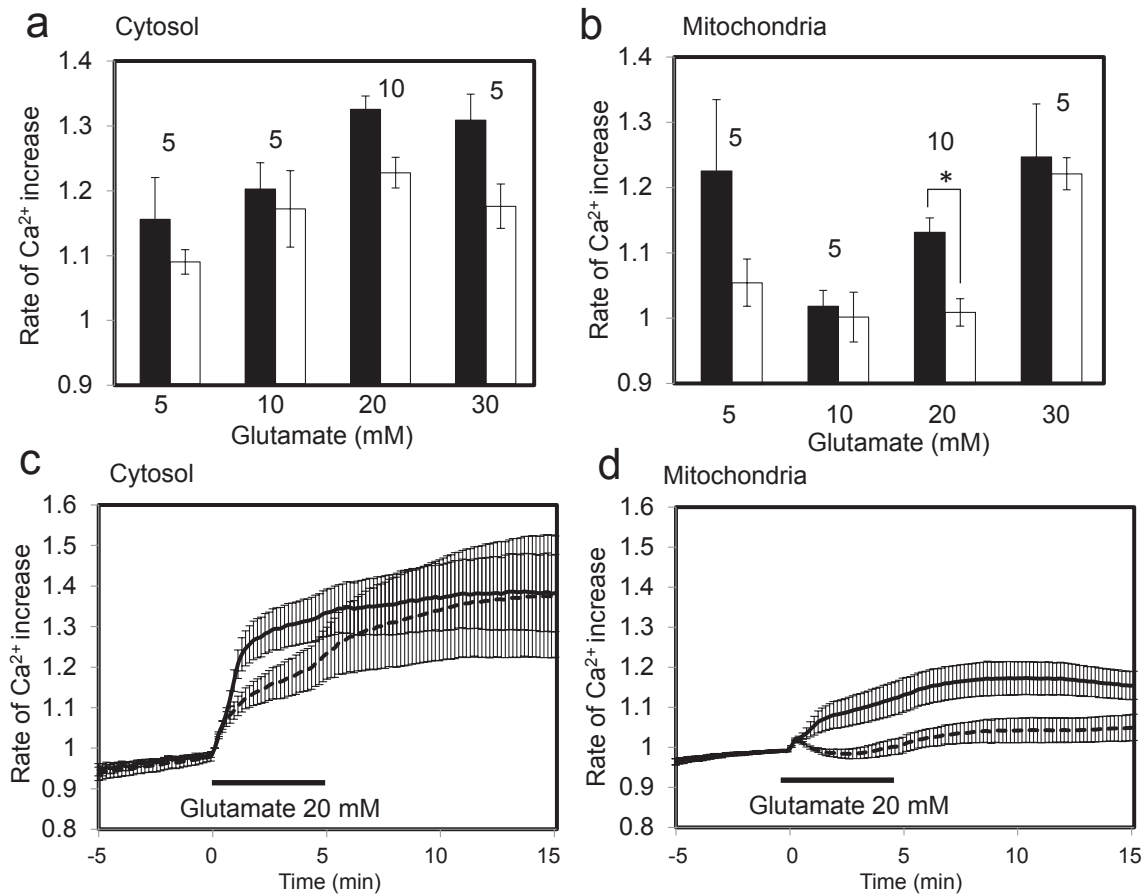 a Cytosol
Rate of Ca²⁺ increase
1.4
1.3
1.2
1.1
1
0.9
5
5
10
5
5 10 20 30
Glutamate (mM)
b Mitochondria
Rate of Ca²⁺ increase
1.4
1.3
1.2
1.1
1
0.9
5
5
10
*
5
5 10 20 30
Glutamate (mM)
c Cytosol
Rate of Ca²⁺ increase
1.6
1.5
1.4
1.3
1.2
1.1
1
0.9
0.8
Glutamate 20 mM
-5 0 5 10 15
Time (min)
d Mitochondria
Rate of Ca²⁺ increase
1.6
1.5
1.4
1.3
1.2
1.1
1
0.9
0.8
Glutamate 20 mM
-5 0 5 10 15
Time (min)